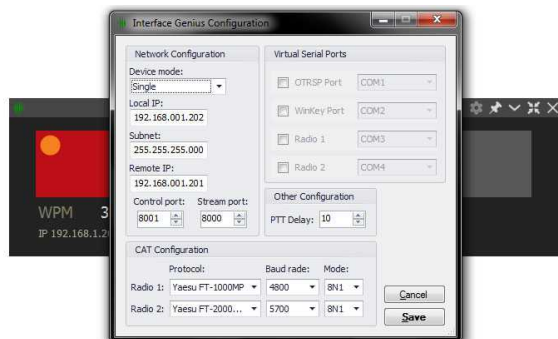 Interface Genius Configuration
Network Configuration
Device mode:
Single
Local IP:
192.168.001.202
Subnet:
255.255.255.000
Remote IP:
192.168.001.201
Control port: Stream port:
8001 8000
Virtual Serial Ports
OTRSP Port COM1
WinKey Port COM2
Radio 1 COM3
Radio 2 COM4
Other Configuration
PTT Delay: 10
CAT Configuration
Protocol: Baud rade: Mode:
Radio 1: Yaesu FT-1000MP 4800 8N1
Radio 2: Yaesu FT-2000... 5700 8N1
Cancel
Save
WPM 3
IP 192.168.1.20